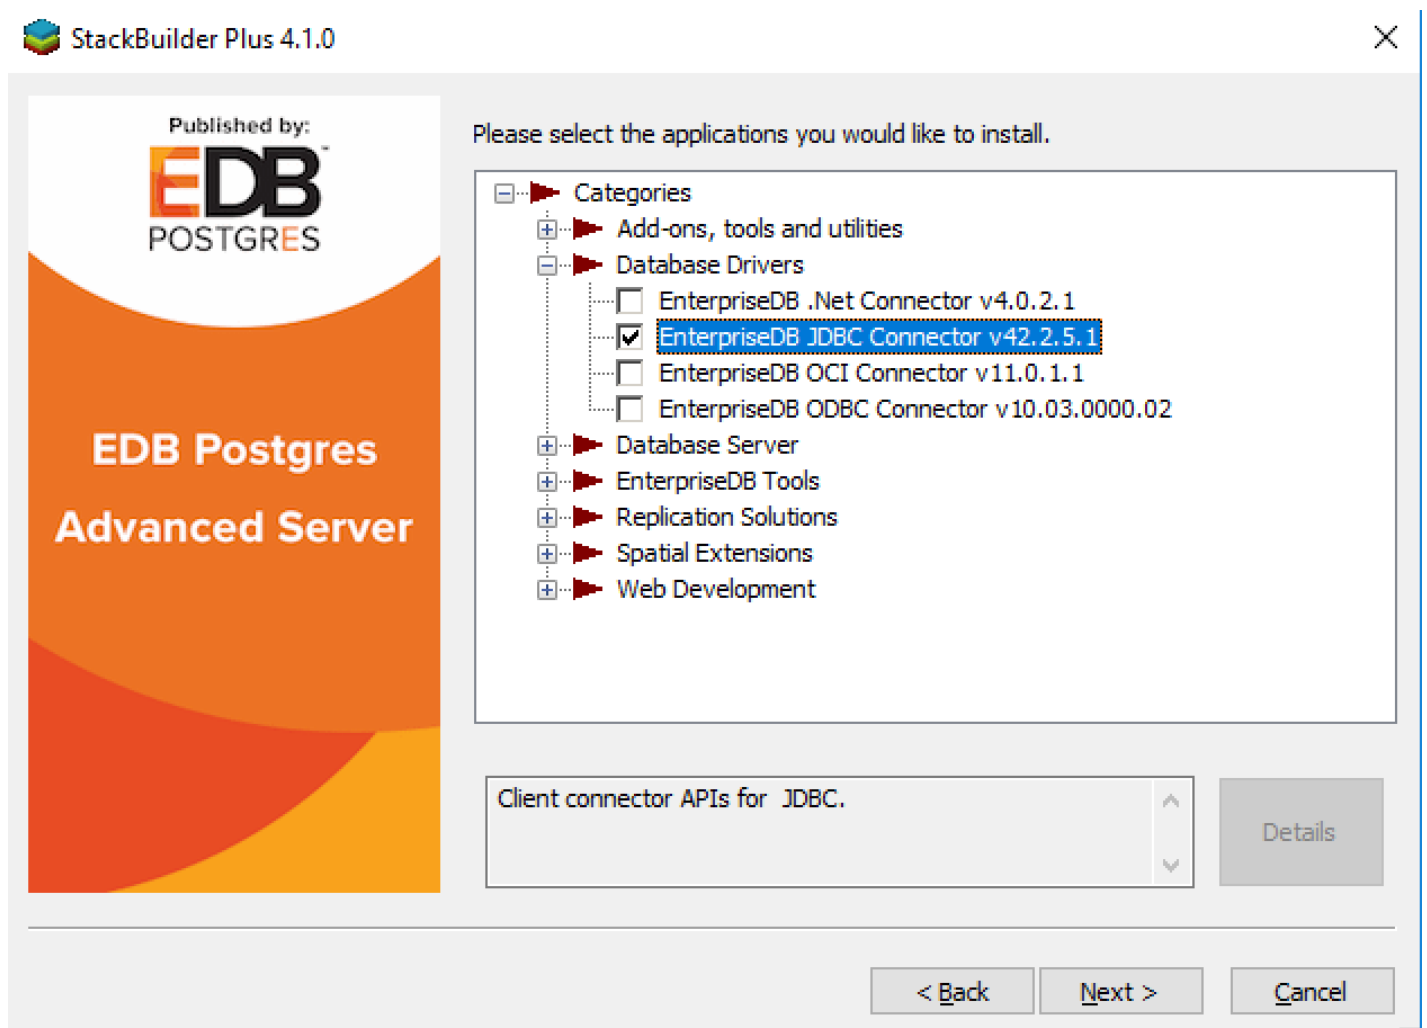 StackBuilder Plus 4.1.0
Published by:
EDB™
POSTGRES
EDB Postgres
Advanced Server
Please select the applications you would like to install.
Categories
Add-ons, tools and utilities
Database Drivers
EnterpriseDB .Net Connector v4.0.2.1
EnterpriseDB JDBC Connector v42.2.5.1
EnterpriseDB OCI Connector v11.0.1.1
EnterpriseDB ODBC Connector v10.03.0000.02
Database Server
EnterpriseDB Tools
Replication Solutions
Spatial Extensions
Web Development
Client connector APIs for  JDBC.
Details
< Back
Next >
Cancel